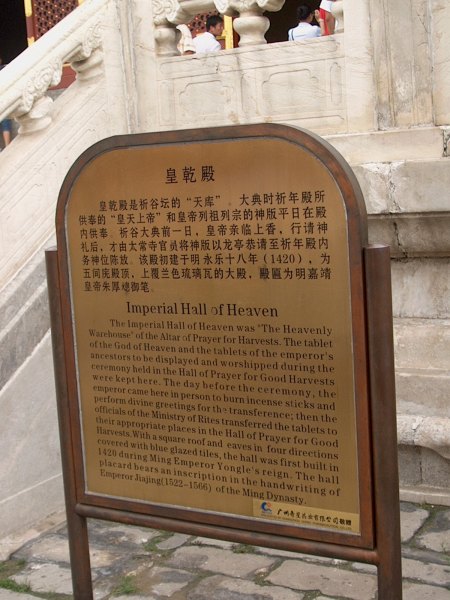 皇乾殿
皇乾殿是祈谷坛的“天库”。大典时祈年殿所
供奉的“皇天上帝”和皇帝列祖列宗的神版平日在殿
内供奉。祈谷大典前一日，皇帝亲临上香，行请神
礼后，才由太常寺官员将神版以龙亭恭请至祈年殿内
各神位陈放。该殿初建于明永乐十八年（1420），为
五间庑殿顶，上覆兰色琉璃瓦的大殿，殿匾为明嘉靖
皇帝朱厚熜御笔。
Imperial Hall of Heaven
The Imperial Hall of Heaven was "The Heavenly
Warehouse" of the Altar of Prayer for Harvests. The tablet
of the God of Heaven and the tablets of the emperor's
ancestors to be displayed and worshipped during the
ceremony held in the Hall of Prayer for Good Harvests
were kept here. The day before the ceremony, the
emperor came here in person to burn incense sticks and
perform divine greetings for the transference; then the
officials of the Ministry of Rites transferred the tablets to
their appropriate places in the Hall of Prayer for Good
Harvests. With a square roof and eaves in four directions
covered with blue glazed tiles, the hall was first built in
1420 during Ming Emperor Yongle's reign. The hall
placard bears an inscription in the handwriting of
Emperor Jiajing(1522-1566) of the Ming Dynasty.